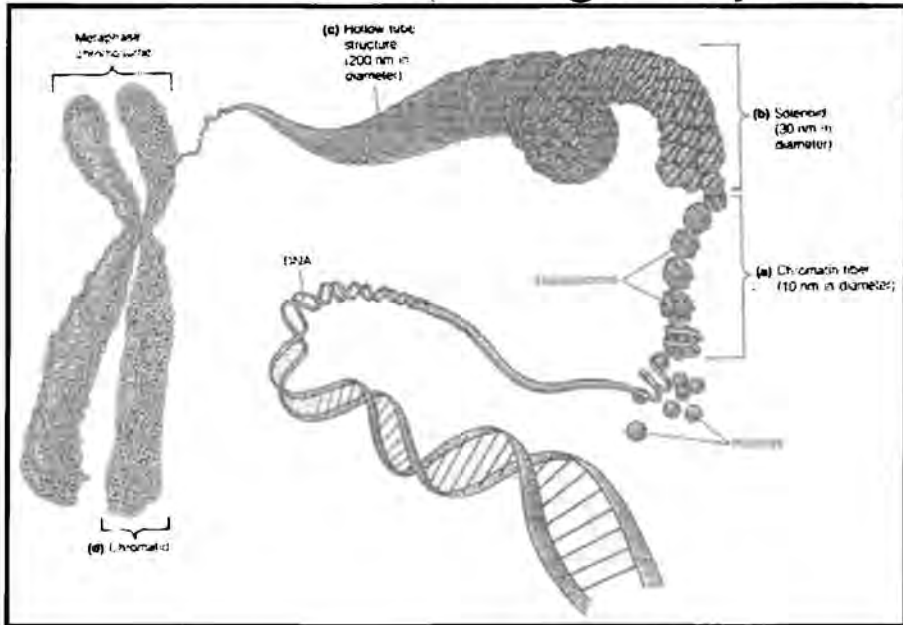 Metaphase
chromosome
(c) Hollow tube
structure
(200 nm in
diameter)
(b) Solenoid
(30 nm in
diameter)
(a) Chromatin fiber
(10 nm in diameter)
DNA
(d) Chromatid